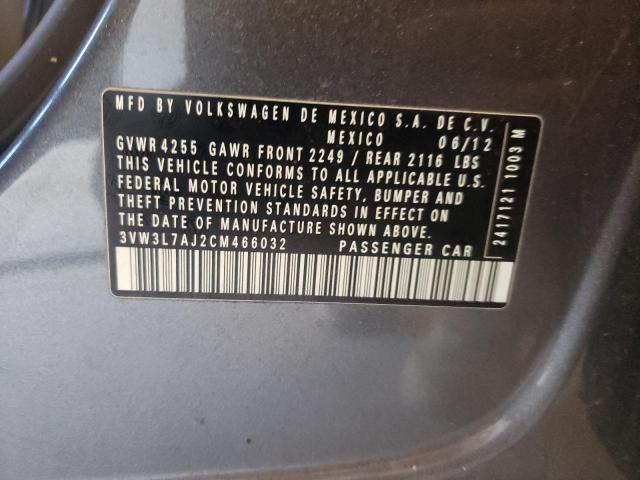 MFD BY VOLKSWAGEN DE MEXICO S.A. DE C.V.
MEXICO 06/12
GVWR 4255 GAWR FRONT 2249 / REAR 2116 LBS
THIS VEHICLE CONFORMS TO ALL APPLICABLE U.S.
FEDERAL MOTOR VEHICLE SAFETY, BUMPER AND
THEFT PREVENTION STANDARDS IN EFFECT ON
THE DATE OF MANUFACTURE SHOWN ABOVE.
3VW3L7AJ2CM466032 PASSENGER CAR
2417121 1003 M